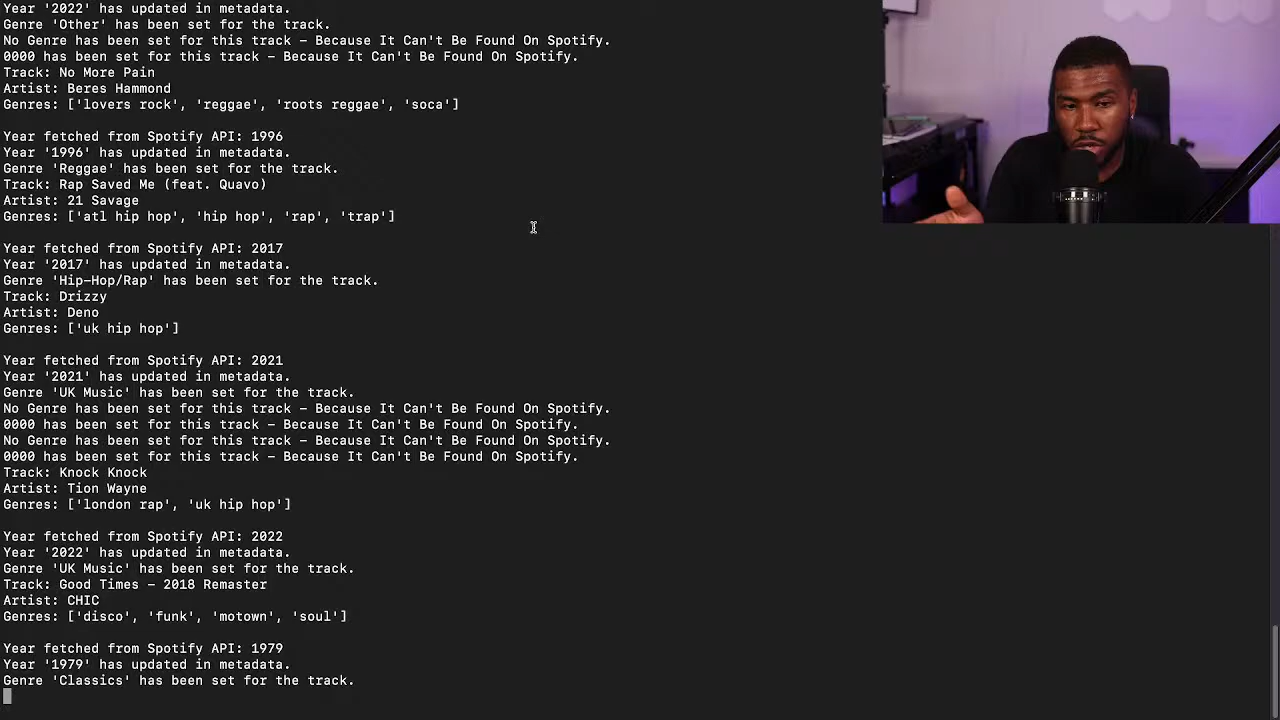 Year '2022' has updated in metadata.
Genre 'Other' has been set for the track.
No Genre has been set for this track – Because It Can't Be Found On Spotify.
0000 has been set for this track – Because It Can't Be Found On Spotify.
Track: No More Pain
Artist: Beres Hammond
Genres: ['lovers rock', 'reggae', 'roots reggae', 'soca']
Year fetched from Spotify API: 1996
Year '1996' has updated in metadata.
Genre 'Reggae' has been set for the track.
Track: Rap Saved Me (feat. Quavo)
Artist: 21 Savage
Genres: ['atl hip hop', 'hip hop', 'rap', 'trap']
Year fetched from Spotify API: 2017
Year '2017' has updated in metadata.
Genre 'Hip-Hop/Rap' has been set for the track.
Track: Drizzy
Artist: Deno
Genres: ['uk hip hop']
Year fetched from Spotify API: 2021
Year '2021' has updated in metadata.
Genre 'UK Music' has been set for the track.
No Genre has been set for this track – Because It Can't Be Found On Spotify.
0000 has been set for this track – Because It Can't Be Found On Spotify.
No Genre has been set for this track – Because It Can't Be Found On Spotify.
0000 has been set for this track – Because It Can't Be Found On Spotify.
Track: Knock Knock
Artist: Tion Wayne
Genres: ['london rap', 'uk hip hop']
Year fetched from Spotify API: 2022
Year '2022' has updated in metadata.
Genre 'UK Music' has been set for the track.
Track: Good Times – 2018 Remaster
Artist: CHIC
Genres: ['disco', 'funk', 'motown', 'soul']
Year fetched from Spotify API: 1979
Year '1979' has updated in metadata.
Genre 'Classics' has been set for the track.